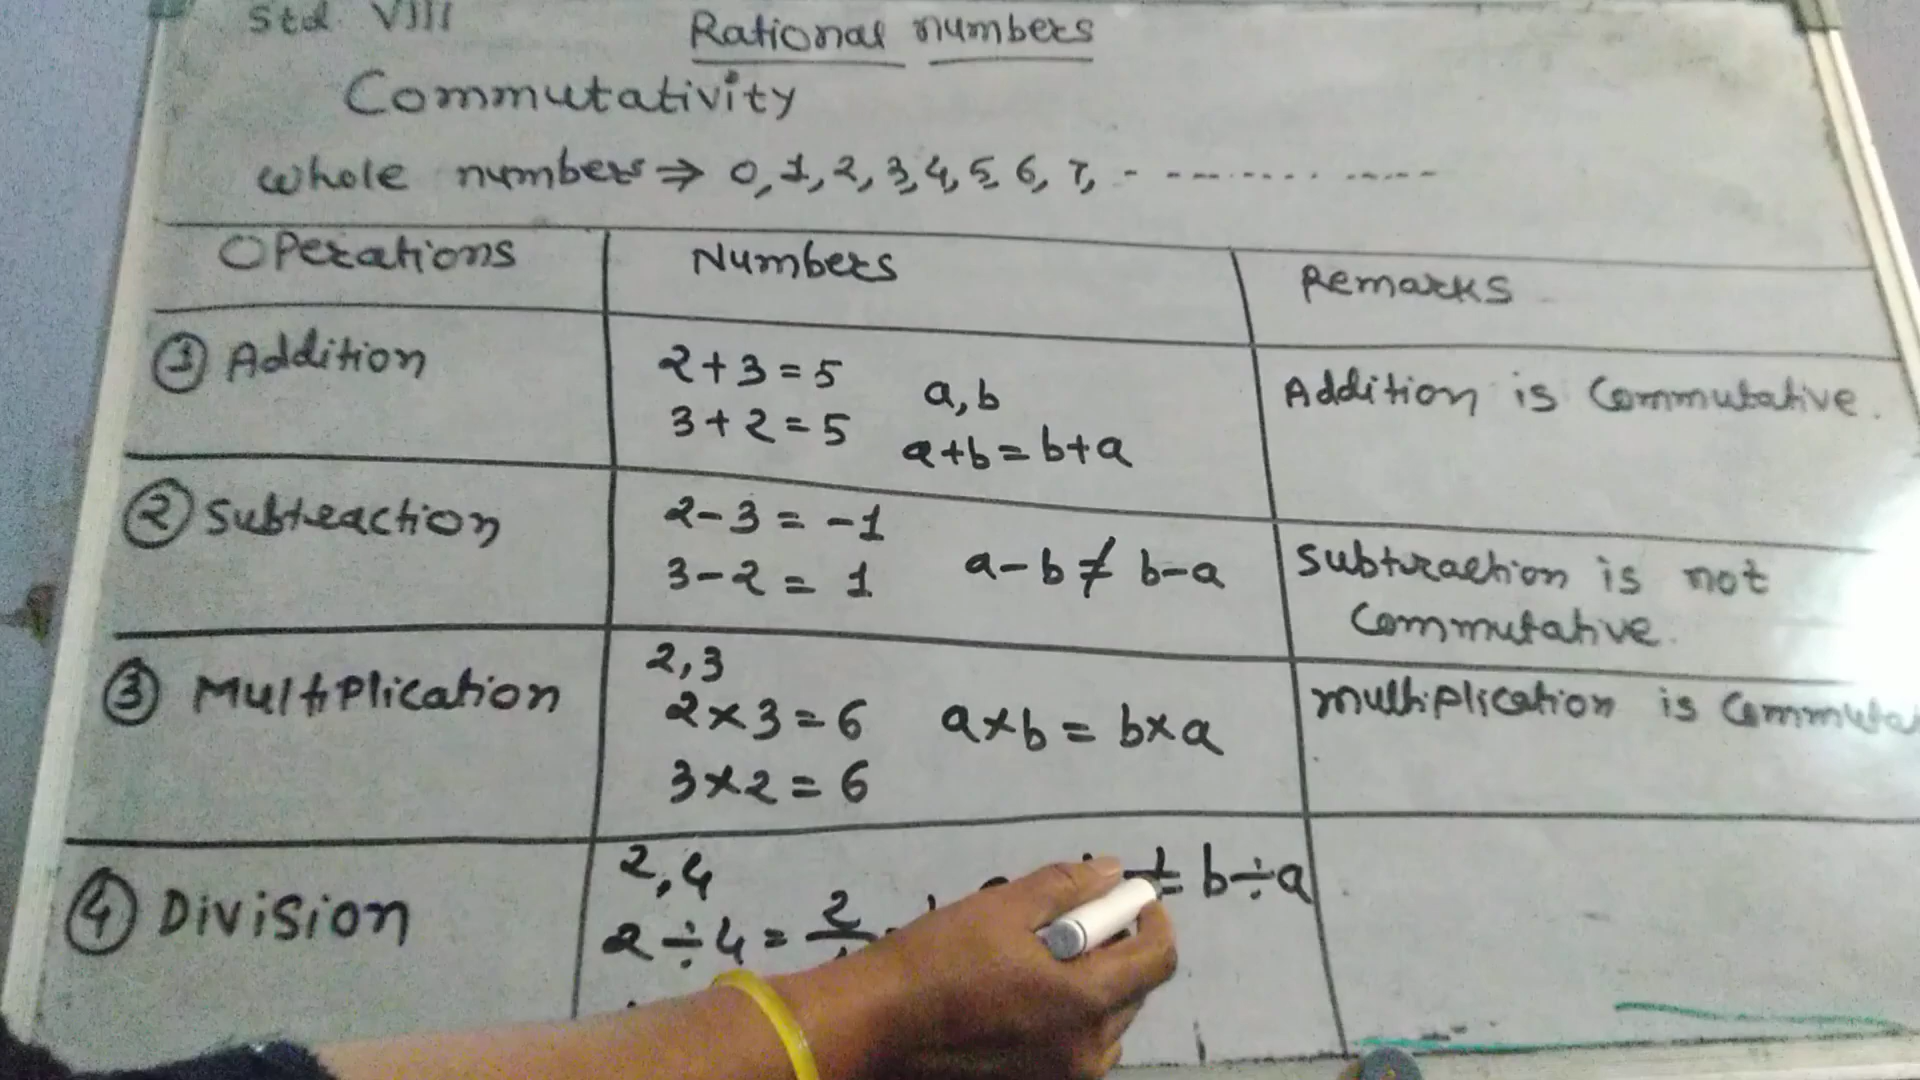 Std VIII
Rational numbers
Commutativity
whole numbers ⇒ 0, 1, 2, 3, 4, 5, 6, 7, - - - - - - - - - -
Operations Numbers Remarks
① Addition
2 + 3 = 5
3 + 2 = 5
a, b
a + b = b + a
Addition is Commutative.
② Subtraction
2 - 3 = -1
3 - 2 = 1
a - b ≠ b - a
Subtraction is not
Commutative.
③ Multiplication
2, 3
2 × 3 = 6
3 × 2 = 6
a × b = b × a
multiplication is
④ Division
2, 4
2 ÷ 4 = 2
≠ b ÷ a